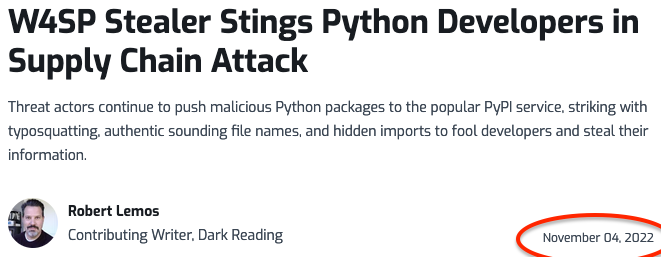 W4SP Stealer Stings Python Developers in
Supply Chain Attack
Threat actors continue to push malicious Python packages to the popular PyPI service, striking with
typosquatting, authentic sounding file names, and hidden imports to fool developers and steal their
information.
Robert Lemos
Contributing Writer, Dark Reading
November 04, 2022